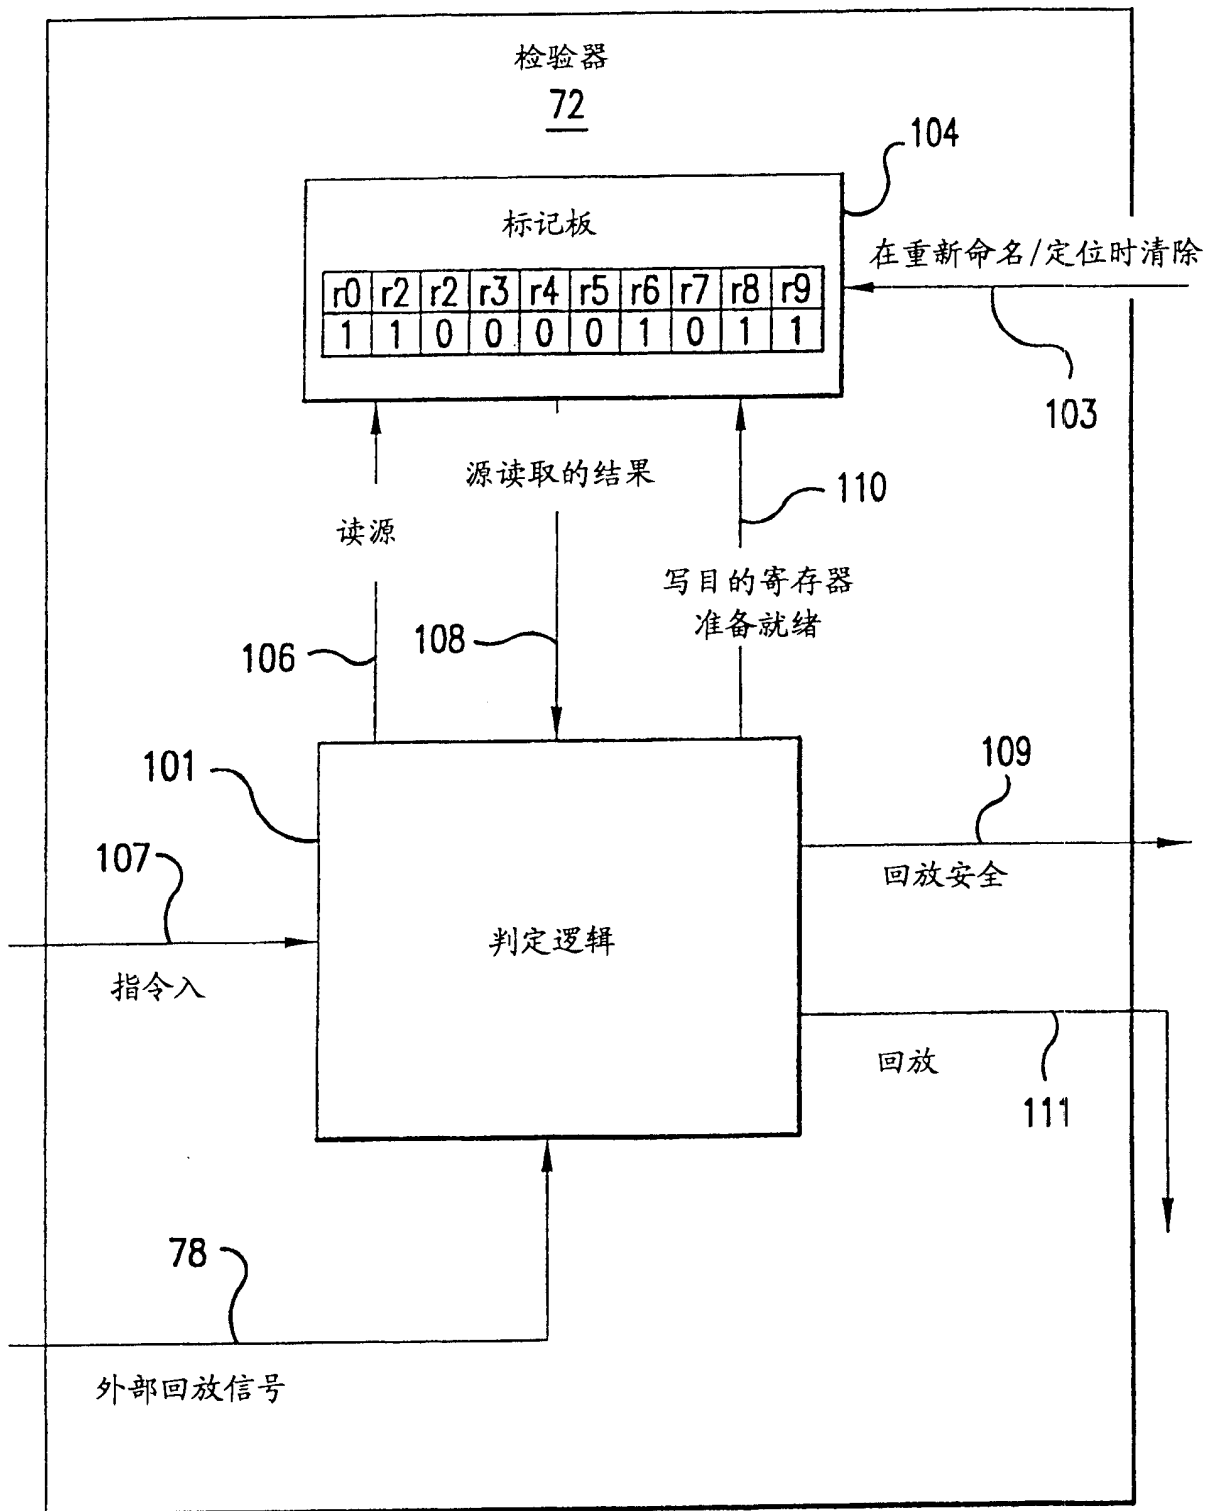 检验器
72
104
标记板
在重新命名/定位时清除
r0 r2 r2 r3 r4 r5 r6 r7 r8 r9
1 1 0 0 0 0 1 0 1 1
103
源读取的结果
110
读源
写目的寄存器
准备就绪
106
108
101
109
107
回放安全
判定逻辑
指令入
回放
111
78
外部回放信号